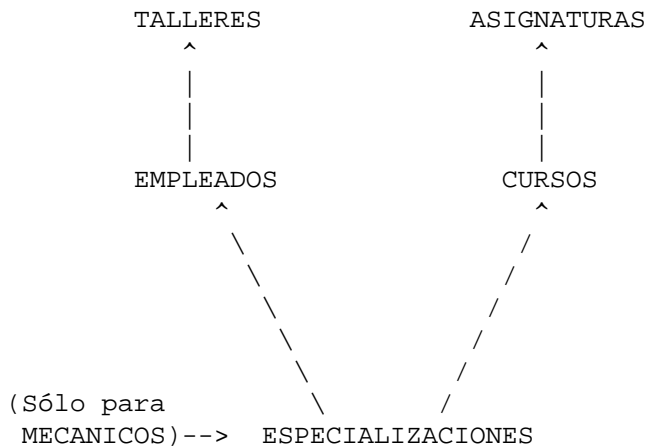 TALLERES ASIGNATURAS
EMPLEADOS CURSOS
(Sólo para
MECANICOS)--> ESPECIALIZACIONES